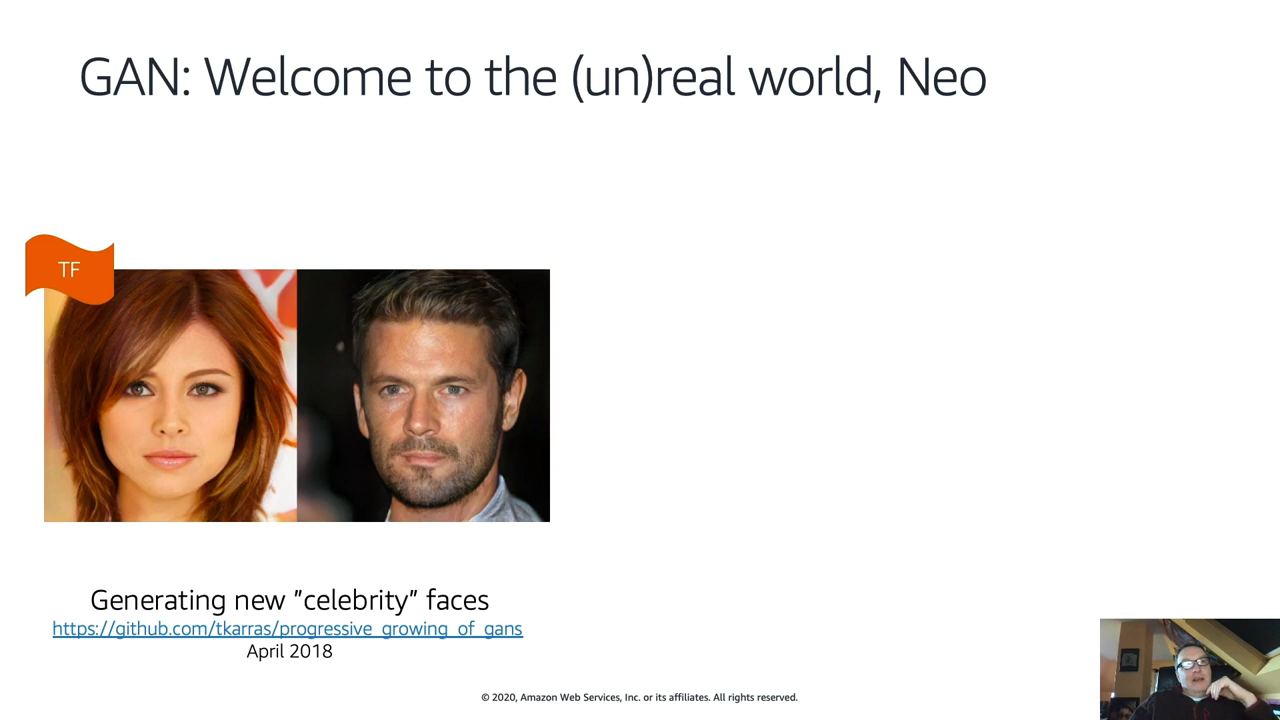 GAN: Welcome to the (un)real world, Neo
TF
Generating new "celebrity" faces
https://github.com/tkarras/progressive_growing_of_gans
April 2018
© 2020, Amazon Web Services, Inc. or its affiliates. All rights reserved.